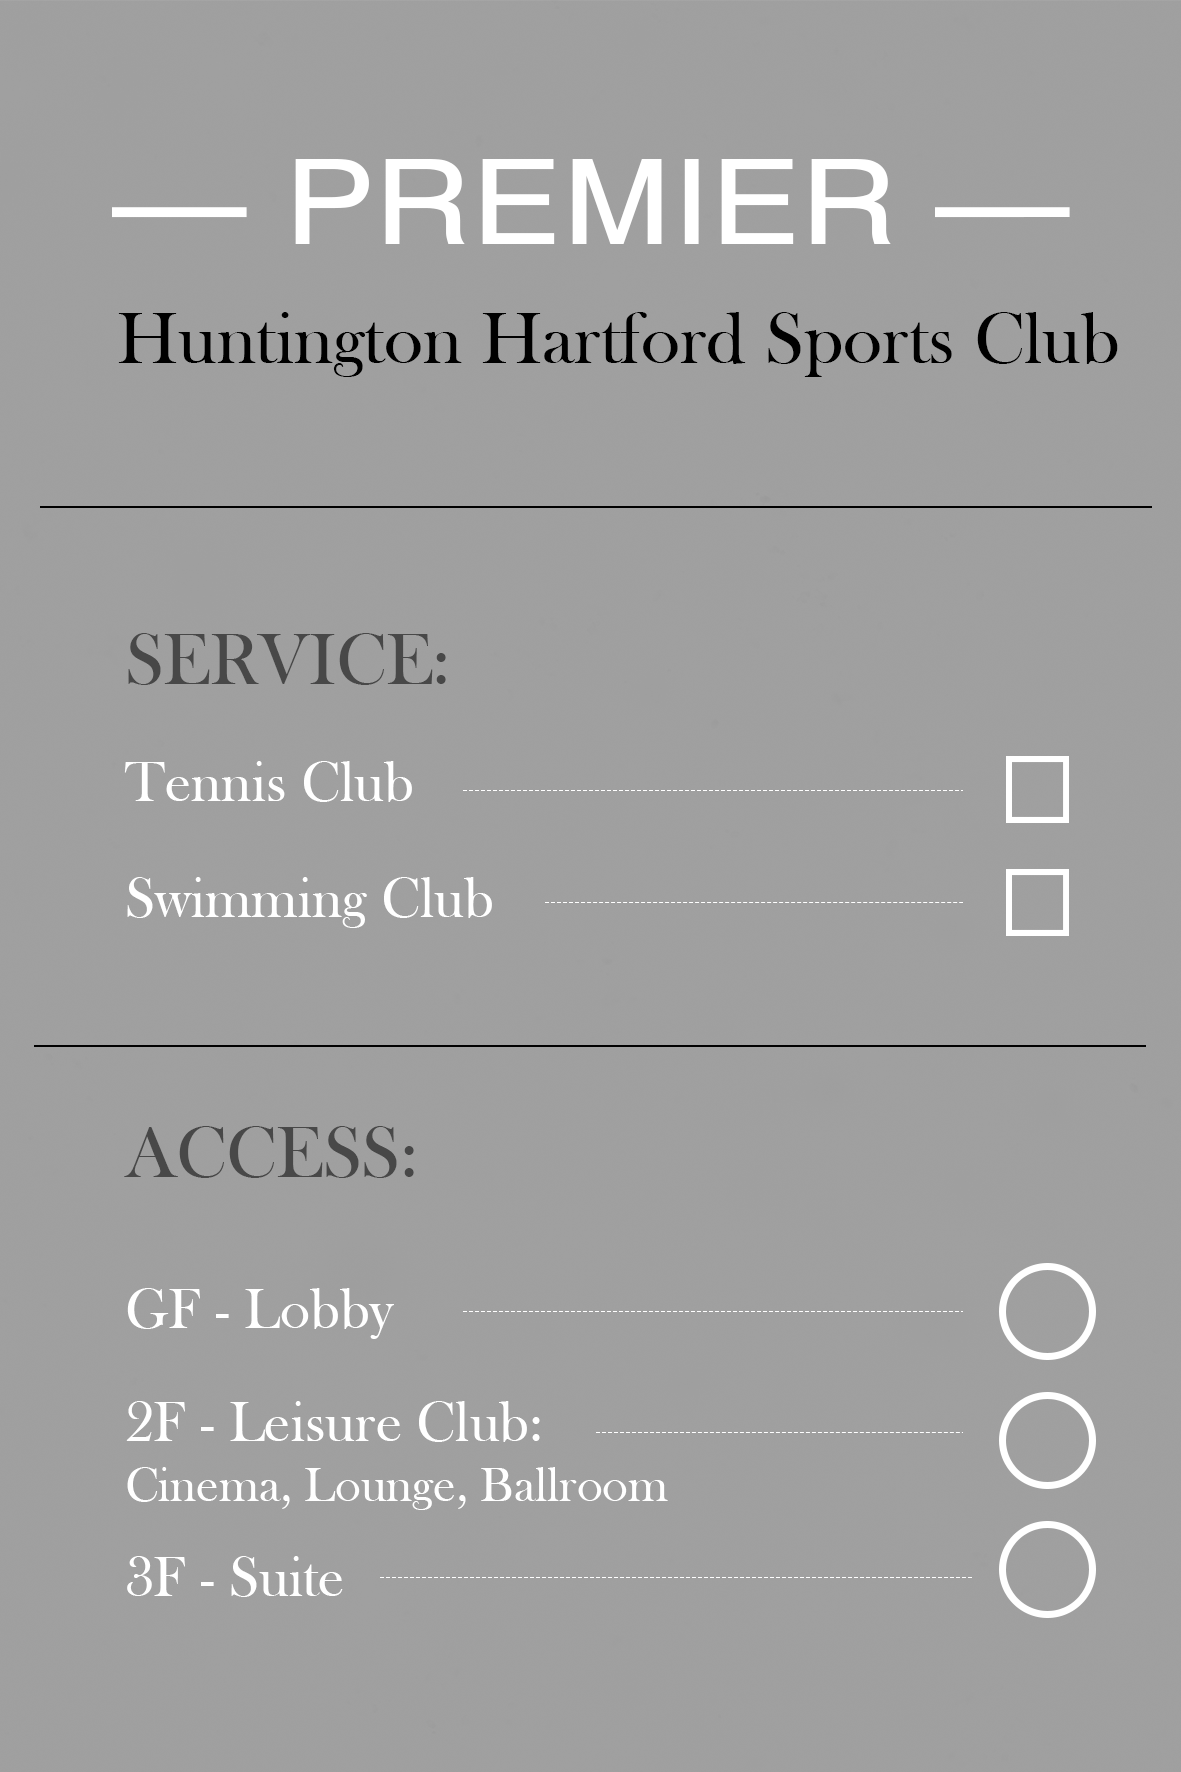 — PREMIER —
Huntington Hartford Sports Club
SERVICE:
Tennis Club
Swimming Club
ACCESS:
GF - Lobby
2F - Leisure Club:
Cinema, Lounge, Ballroom
3F - Suite